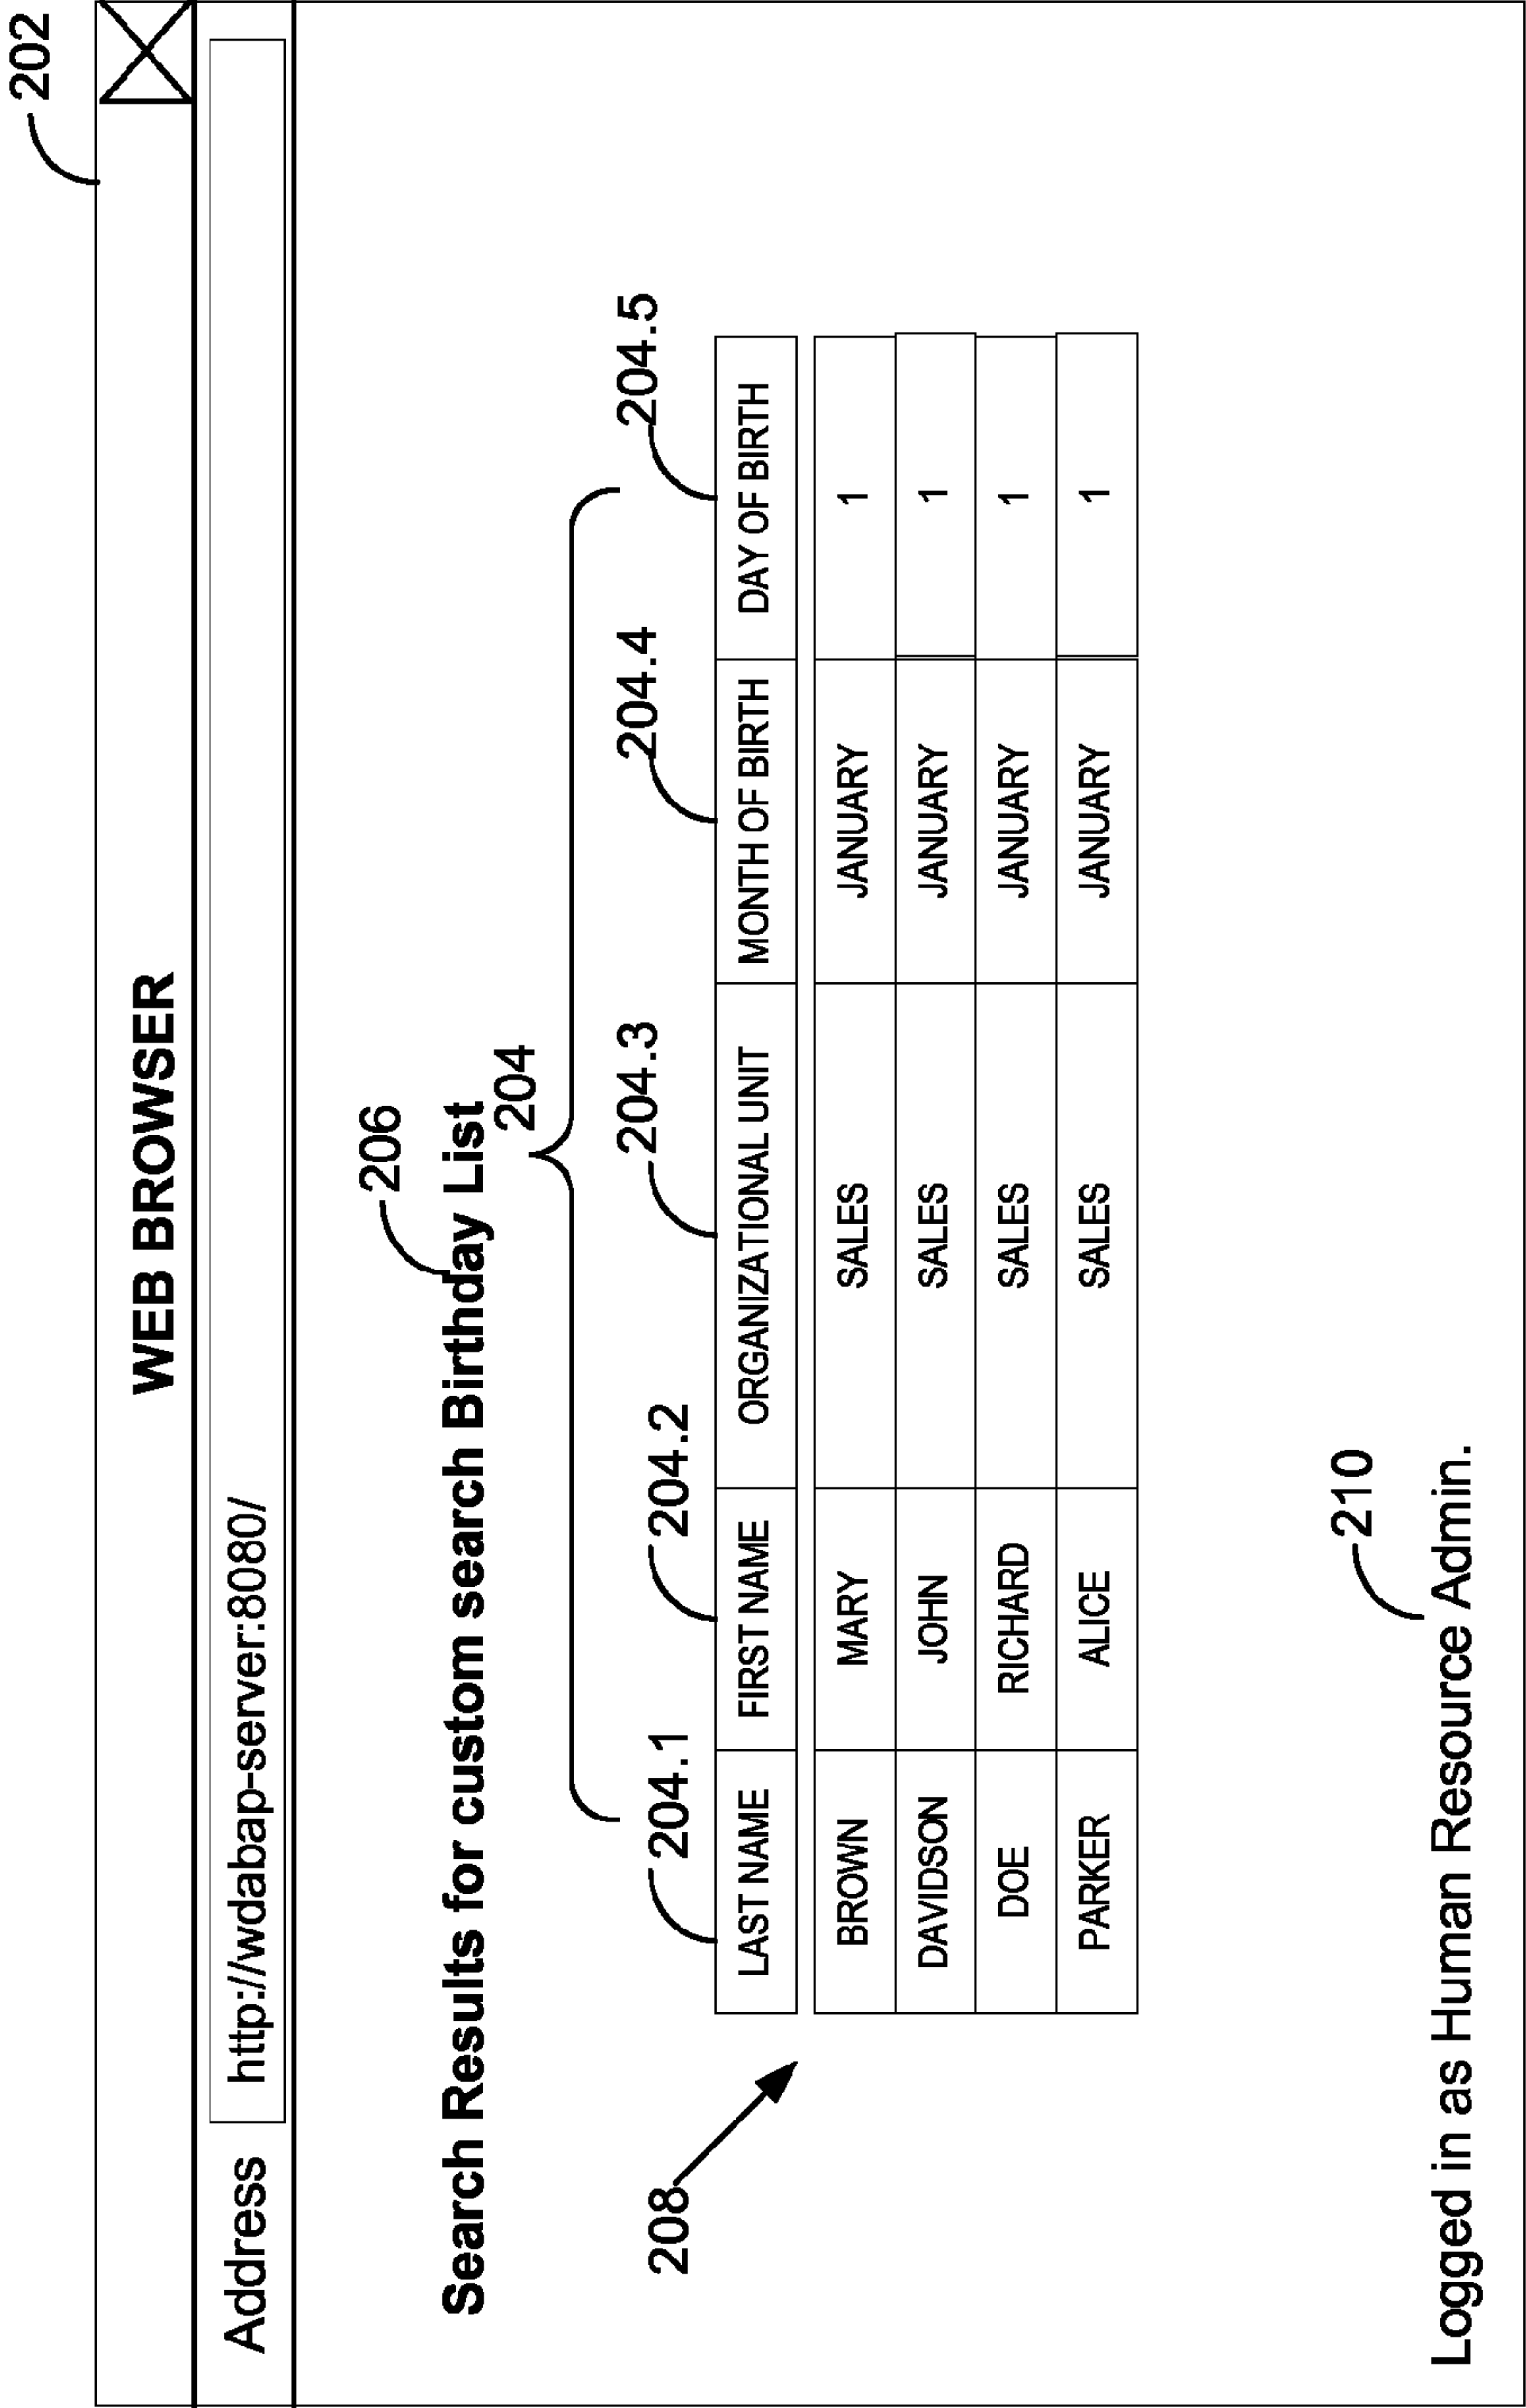 202
WEB BROWSER
Address http://wdabap-server:8080/
206
Search Results for custom search Birthday List
204
204.1 204.2 204.3 204.4 204.5
208
LAST NAME FIRST NAME ORGANIZATIONAL UNIT MONTH OF BIRTH DAY OF BIRTH
BROWN MARY SALES JANUARY 1
DAVIDSON JOHN SALES JANUARY 1
DOE RICHARD SALES JANUARY 1
PARKER ALICE SALES JANUARY 1
210
Logged in as Human Resource Admin.